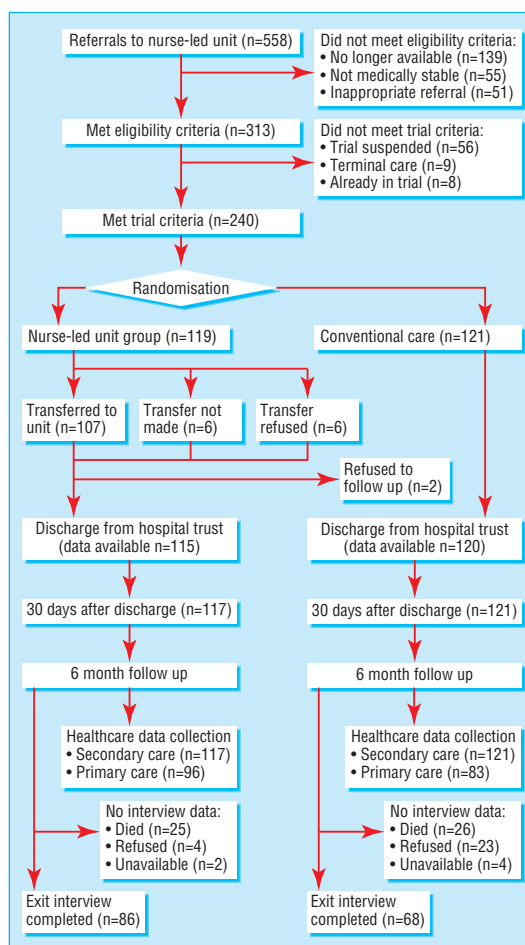 Referrals to nurse-led unit (n=558)
Did not meet eligibility criteria:
• No longer available (n=139)
• Not medically stable (n=55)
• Inappropriate referral (n=51)
Met eligibility criteria (n=313)
Did not meet trial criteria:
• Trial suspended (n=56)
• Terminal care (n=9)
• Already in trial (n=8)
Met trial criteria (n=240)
Randomisation
Nurse-led unit group (n=119)
Conventional care (n=121)
Transferred to
unit (n=107)
Transfer not
made (n=6)
Transfer
refused (n=6)
Refused to
follow up (n=2)
Discharge from hospital trust
(data available n=115)
Discharge from hospital trust
(data available n=120)
30 days after discharge (n=117)
30 days after discharge (n=121)
6 month follow up
6 month follow up
Healthcare data collection
• Secondary care (n=117)
• Primary care (n=96)
Healthcare data collection
• Secondary care (n=121)
• Primary care (n=83)
No interview data:
• Died (n=25)
• Refused (n=4)
• Unavailable (n=2)
No interview data:
• Died (n=26)
• Refused (n=23)
• Unavailable (n=4)
Exit interview
completed (n=86)
Exit interview
completed (n=68)